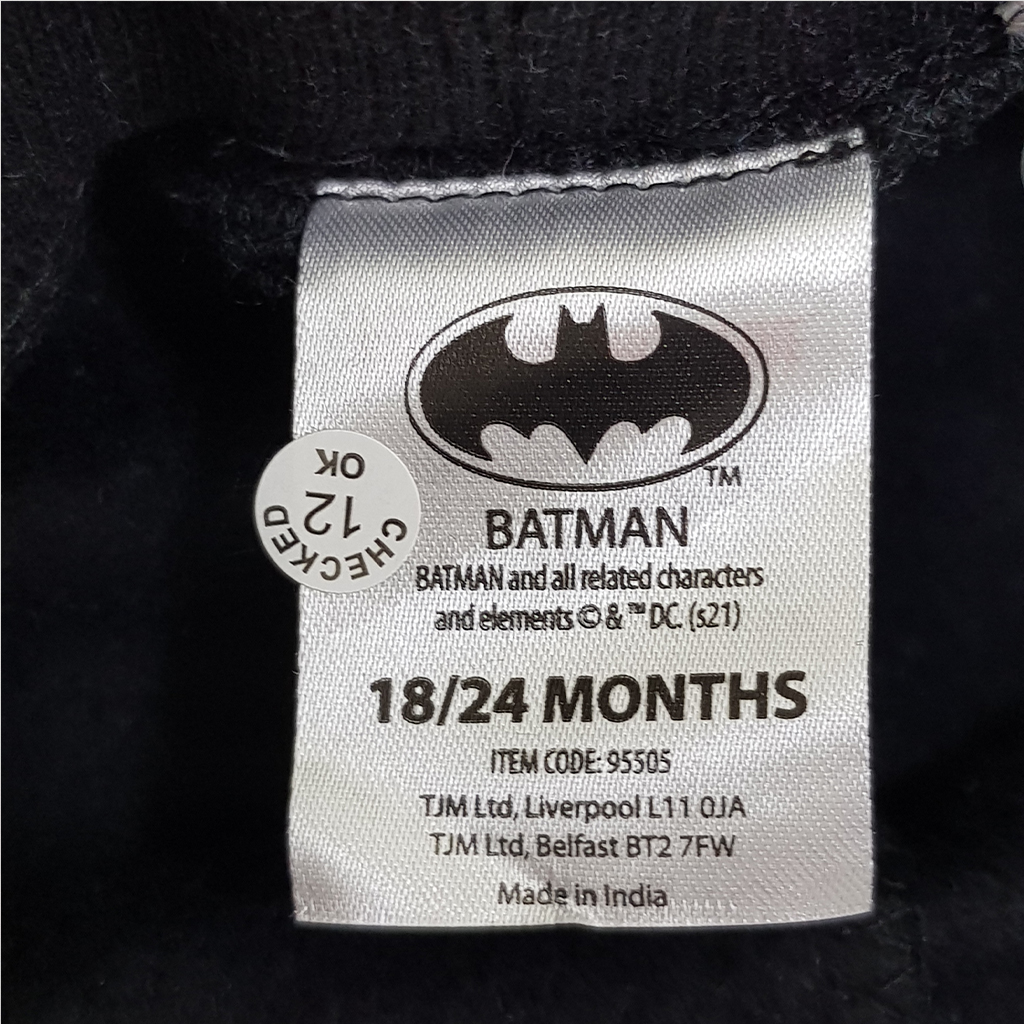 TM
BATMAN
BATMAN and all related characters
and elements © & ™ DC. (s21)
18/24 MONTHS
ITEM CODE: 95505
TJM Ltd, Liverpool L11 0JA
TJM Ltd, Belfast BT2 7FW
Made in India
CHECKED
12
OK